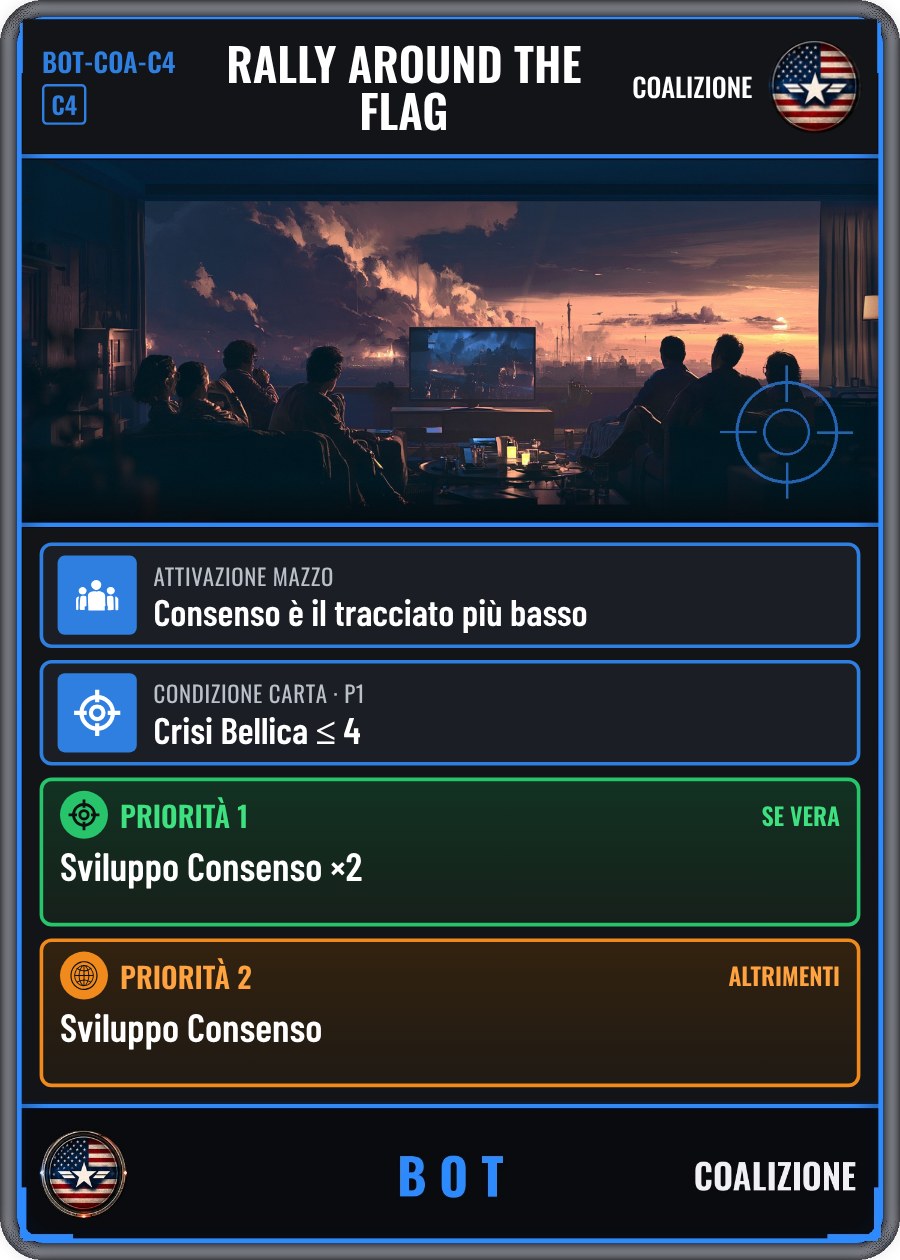 BOT-COA-C4
C4
RALLY AROUND THE
FLAG
COALIZIONE
ATTIVAZIONE MAZZO
Consenso è il tracciato più basso
CONDIZIONE CARTA · P1
Crisi Bellica ≤ 4
PRIORITÀ 1
SE VERA
Sviluppo Consenso ×2
PRIORITÀ 2
ALTRIMENTI
Sviluppo Consenso
BOT
COALIZIONE